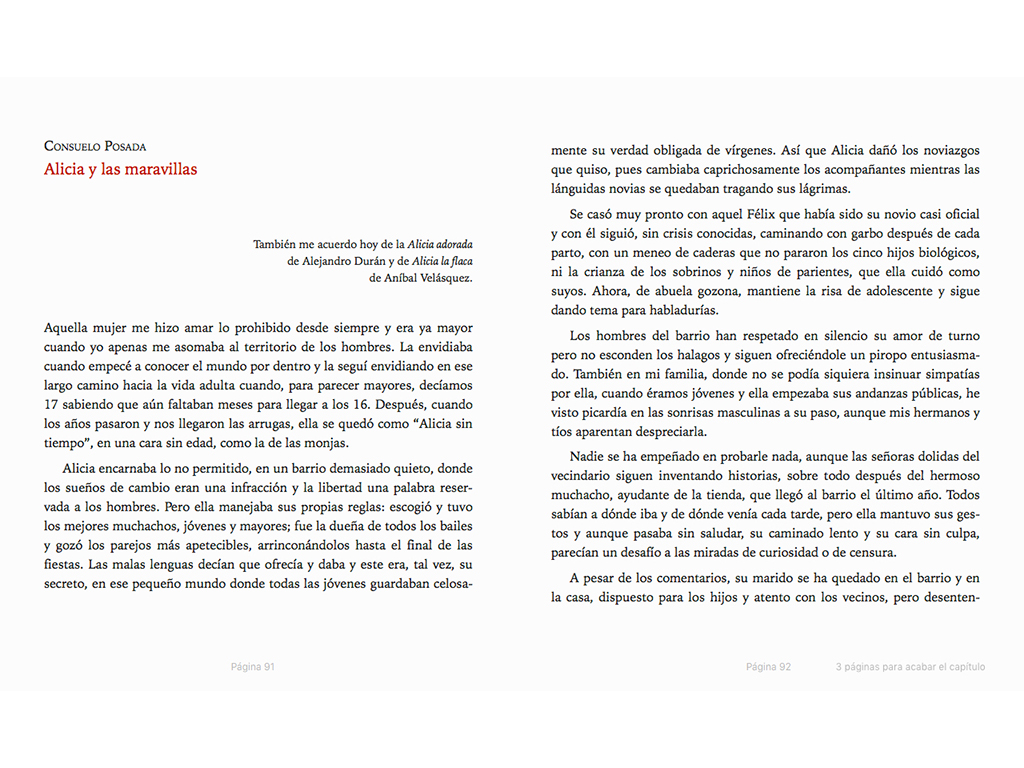 Consuelo Posada
Alicia y las maravillas
También me acuerdo hoy de la Alicia adorada
de Alejandro Durán y de Alicia la flaca
de Aníbal Velásquez.
Aquella mujer me hizo amar lo prohibido desde siempre y era ya mayor
cuando yo apenas me asomaba al territorio de los hombres. La envidiaba
cuando empecé a conocer el mundo por dentro y la seguí envidiando en ese
largo camino hacia la vida adulta cuando, para parecer mayores, decíamos
17 sabiendo que aún faltaban meses para llegar a los 16. Después, cuando
los años pasaron y nos llegaron las arrugas, ella se quedó como “Alicia sin
tiempo”, en una cara sin edad, como la de las monjas.
Alicia encarnaba lo no permitido, en un barrio demasiado quieto, donde
los sueños de cambio eran una infracción y la libertad una palabra reser-
vada a los hombres. Pero ella manejaba sus propias reglas: escogió y tuvo
los mejores muchachos, jóvenes y mayores; fue la dueña de todos los bailes
y gozó los parejos más apetecibles, arrinconándolos hasta el final de las
fiestas. Las malas lenguas decían que ofrecía y daba y este era, tal vez, su
secreto, en ese pequeño mundo donde todas las jóvenes guardaban celosa-
Página 91
mente su verdad obligada de vírgenes. Así que Alicia dañó los noviazgos
que quiso, pues cambiaba caprichosamente los acompañantes mientras las
lánguidas novias se quedaban tragando sus lágrimas.
Se casó muy pronto con aquel Félix que había sido su novio casi oficial
y con él siguió, sin crisis conocidas, caminando con garbo después de cada
parto, con un meneo de caderas que no pararon los cinco hijos biológicos,
ni la crianza de los sobrinos y niños de parientes, que ella cuidó como
suyos. Ahora, de abuela gozona, mantiene la risa de adolescente y sigue
dando tema para habladurías.
Los hombres del barrio han respetado en silencio su amor de turno
pero no esconden los halagos y siguen ofreciéndole un piropo entusiasma-
do. También en mi familia, donde no se podía siquiera insinuar simpatías
por ella, cuando éramos jóvenes y ella empezaba sus andanzas públicas, he
visto picardía en las sonrisas masculinas a su paso, aunque mis hermanos y
tíos aparentan despreciarla.
Nadie se ha empeñado en probarle nada, aunque las señoras dolidas del
vecindario siguen inventando historias, sobre todo después del hermoso
muchacho, ayudante de la tienda, que llegó al barrio el último año. Todos
sabían a dónde iba y de dónde venía cada tarde, pero ella mantuvo sus ges-
tos y aunque pasaba sin saludar, su caminado lento y su cara sin culpa,
parecían un desafío a las miradas de curiosidad o de censura.
A pesar de los comentarios, su marido se ha quedado en el barrio y en
la casa, dispuesto para los hijos y atento con los vecinos, pero desenten-
Página 92
3 páginas para acabar el capítulo